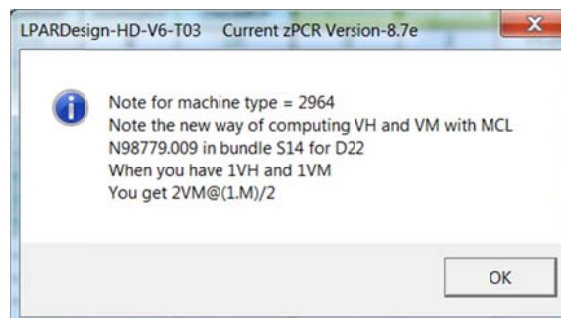 LPARDesign-HD-V6-T03 Current zPCR Version-8.7e
Note for machine type = 2964
Note the new way of computing VH and VM with MCL
N98779.009 in bundle S14 for D22
When you have 1VH and 1VM
You get 2VM@(1.M)/2
OK